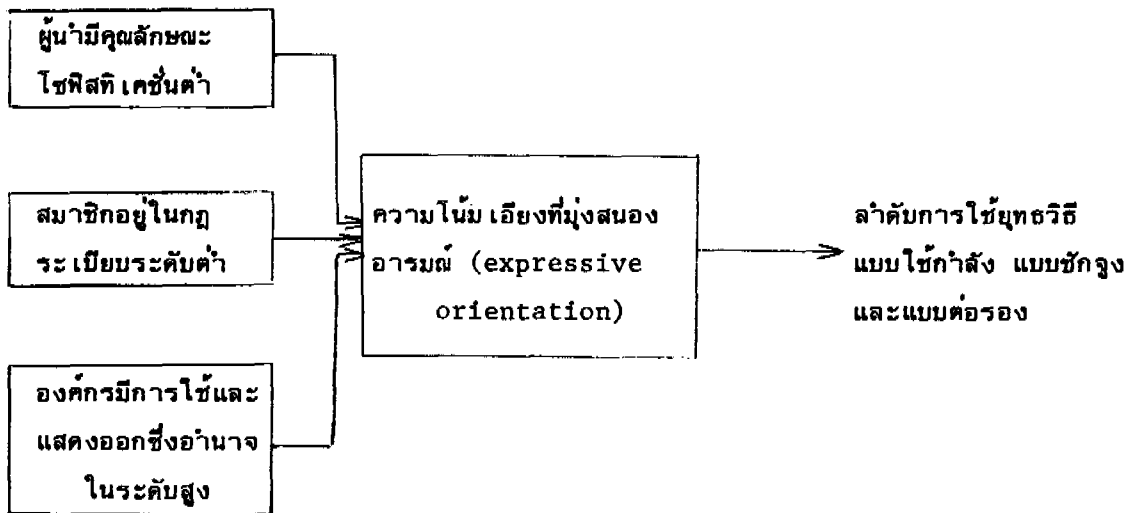 ผู้นำมีคุณลักษณะ
โซฟิสทิเคชั่นต่ำ
สมาชิกอยู่ในกฎ
ระเบียบระดับต่ำ
องค์กรมีการใช้และ
แสดงออกซึ่งอำนาจ
ในระดับสูง
ความโน้มเอียงที่มุ่งสนอง
อารมณ์ (expressive
orientation)
ลำดับการใช้ยุทธวิธี
แบบใช้กำลัง แบบชักจูง
และแบบต่อรอง